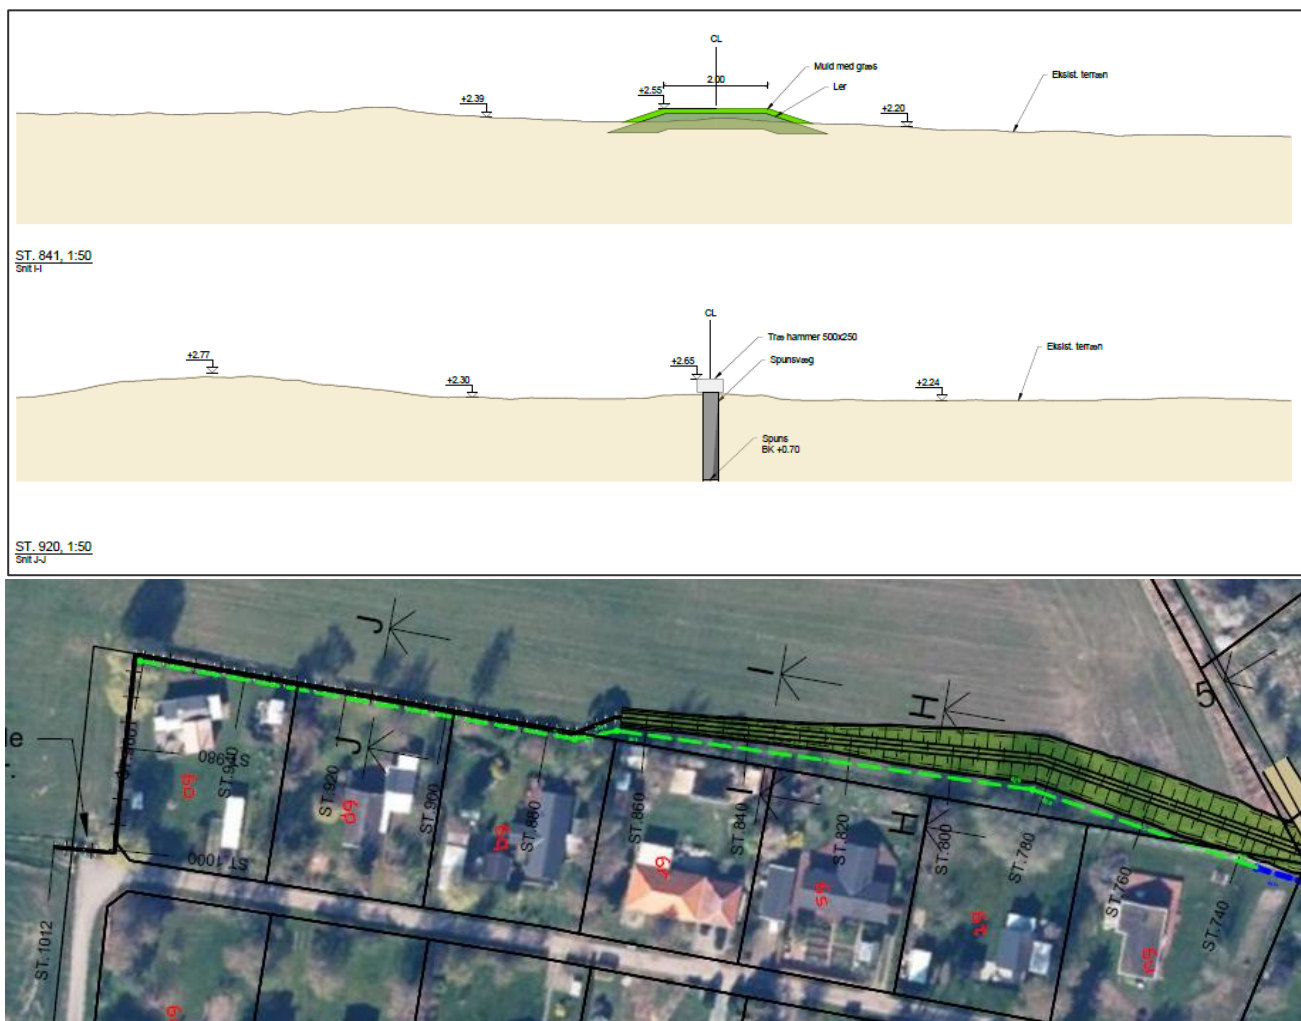 CL
2.00
Muld med græs
Eksist. terræn
+2.55
Ler
+2.39
+2.20
ST. 841, 1:50
Snit I-I
CL
Træ hammer 500x250
+2.77
+2.65
Spunsvæg
Eksist. terræn
+2.30
+2.24
Spuns
BK +0.70
ST. 920, 1:50
Snit J-J
J
I
H
5
le
J
I
H
ST.980
ST.920
ST.900
ST.880
ST.860
ST.840
ST.820
ST.800
ST.780
ST.760
ST.740
ST.1000
ST.1012